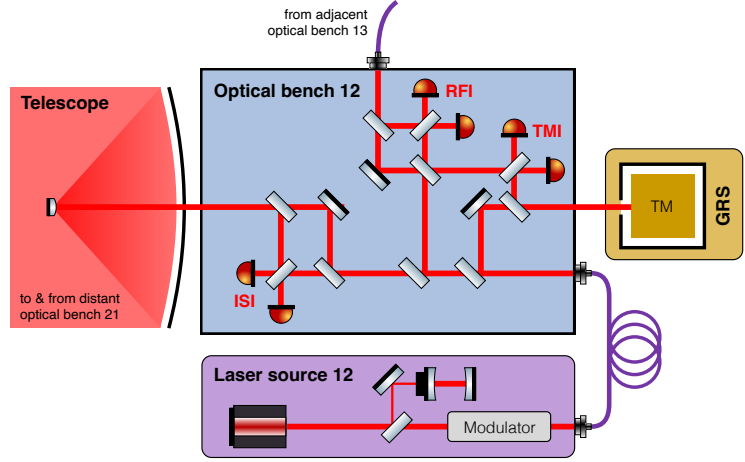 from adjacent
optical bench 13
Telescope
Optical bench 12
RFI
TMI
TM
GRS
ISI
to & from distant
optical bench 21
Laser source 12
Modulator